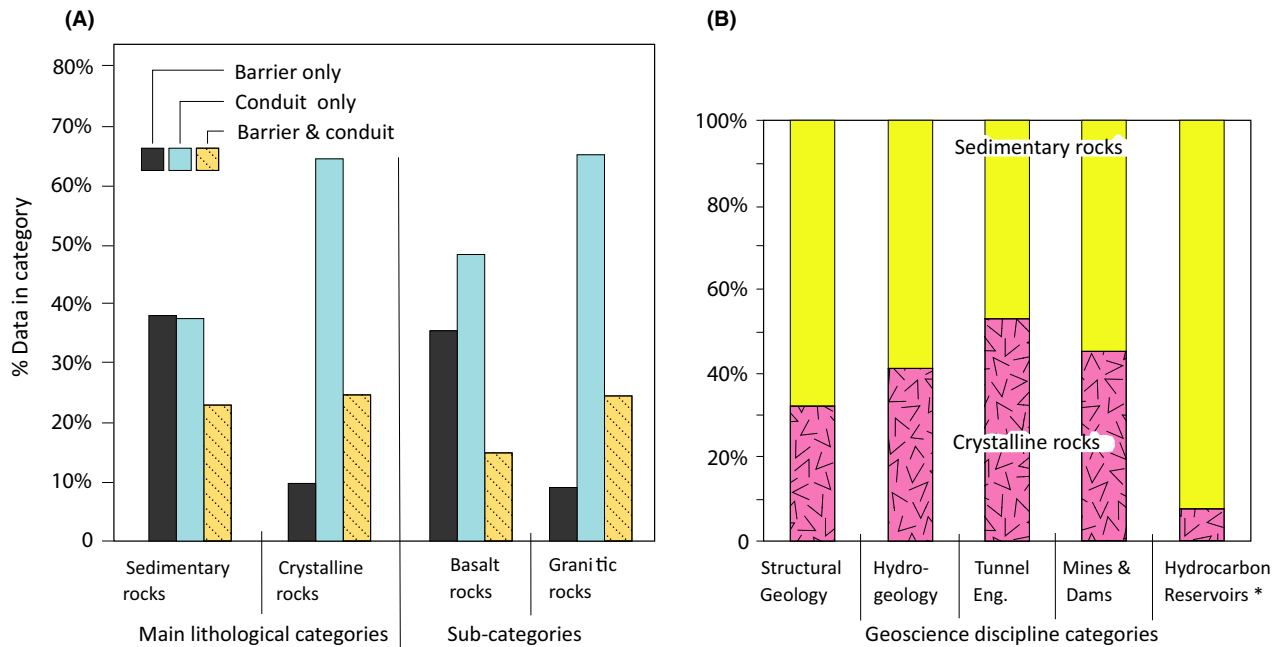 (A)
% Data in category
80%
70%
60%
50%
40%
30%
20%
10%
0
Barrier only
Conduit only
Barrier & conduit
Sedimentary
rocks
Crystalline
rocks
Basalt
rocks
Granitic
rocks
Main lithological categories
Sub-categories
(B)
100%
80%
60%
40%
20%
0
Sedimentary rocks
Crystalline rocks
Structural
Geology
Hydro-
geology
Tunnel
Eng.
Mines &
Dams
Hydrocarbon
Reservoirs *
Geoscience discipline categories